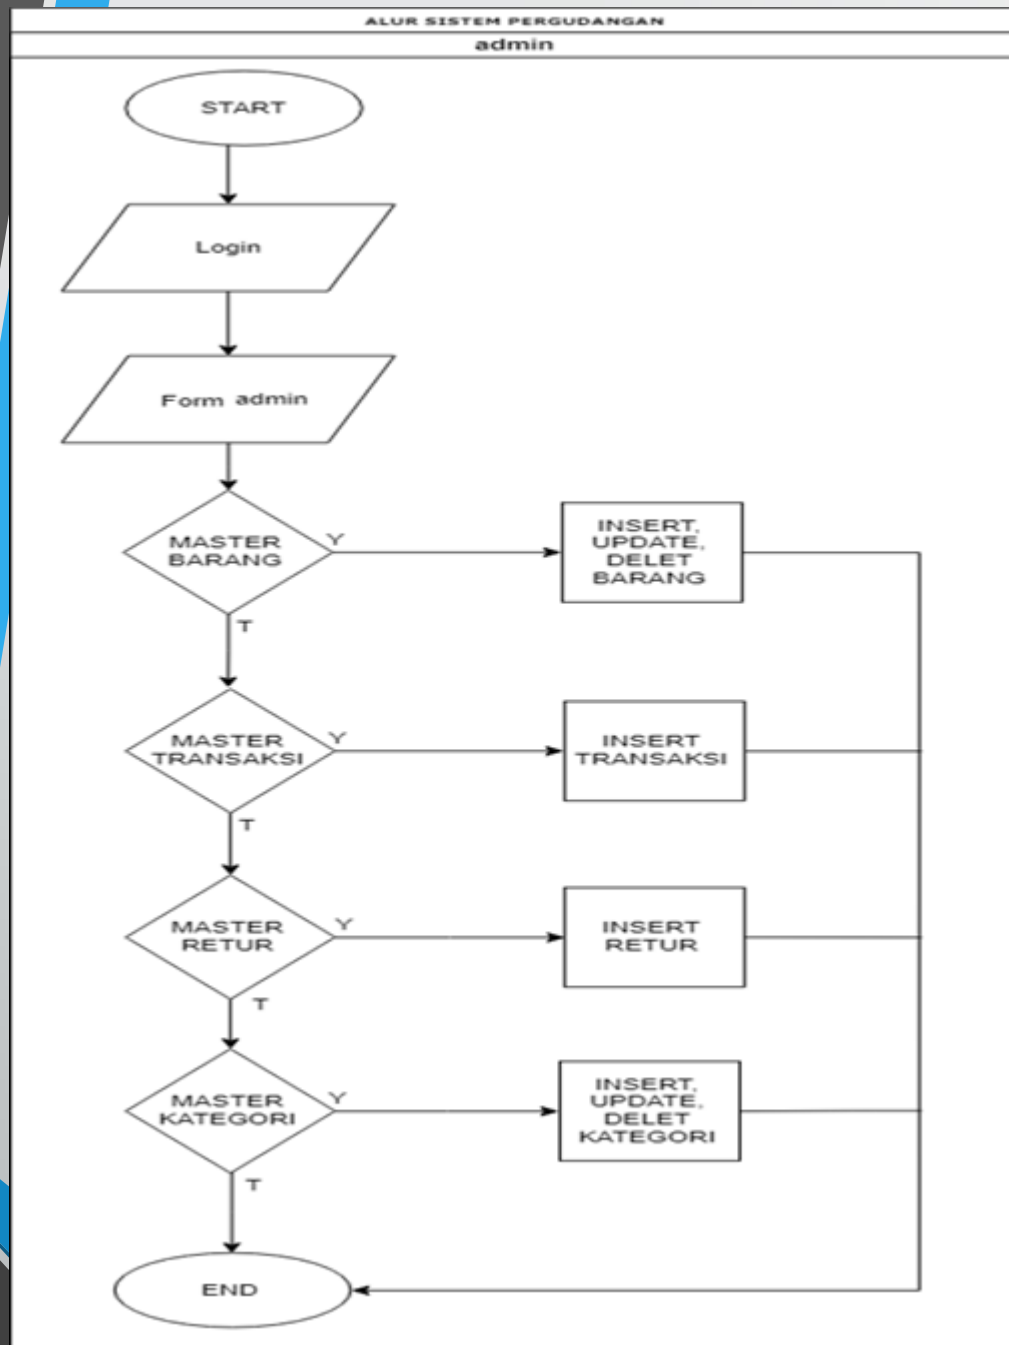 ALUR SISTEM PERGUDANGAN
admin
START
Login
Form admin
MASTER
BARANG
Y
INSERT,
UPDATE,
DELET
BARANG
T
MASTER
TRANSAKSI
Y
INSERT
TRANSAKSI
T
MASTER
RETUR
Y
INSERT
RETUR
T
MASTER
KATEGORI
Y
INSERT,
UPDATE,
DELET
KATEGORI
T
END